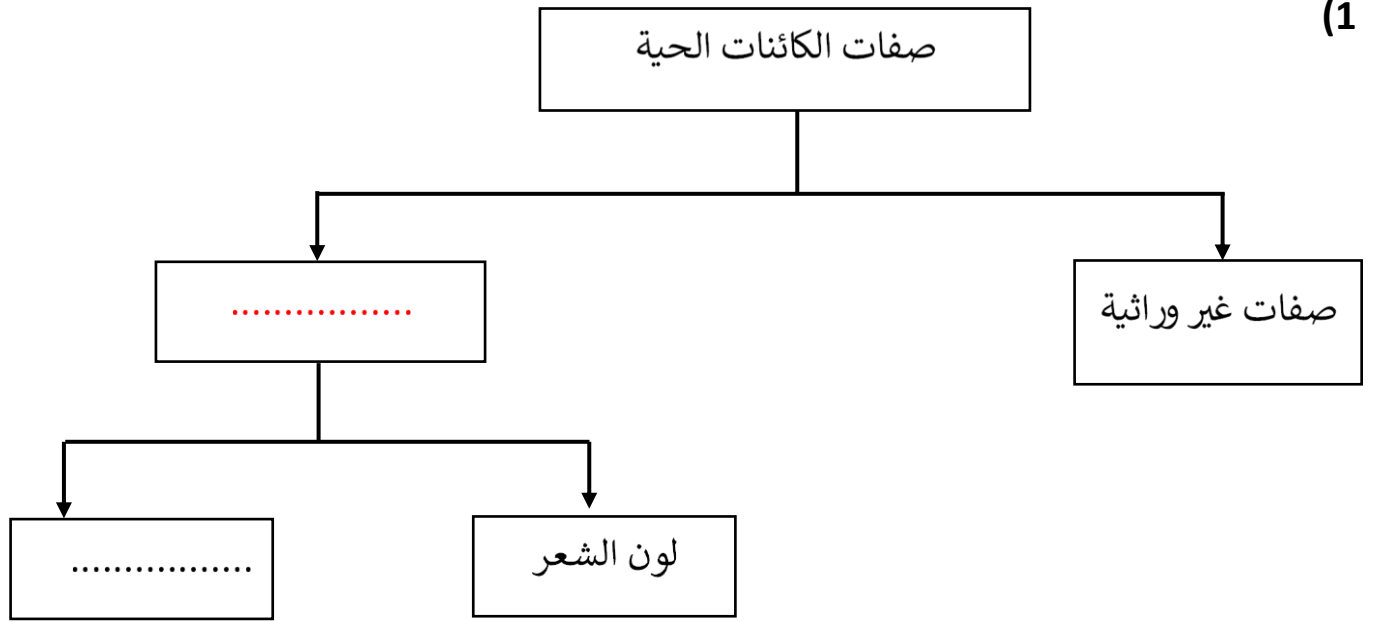 (1
صفات الكائنات الحية
صفات غير وراثية
.................
لون الشعر
.................